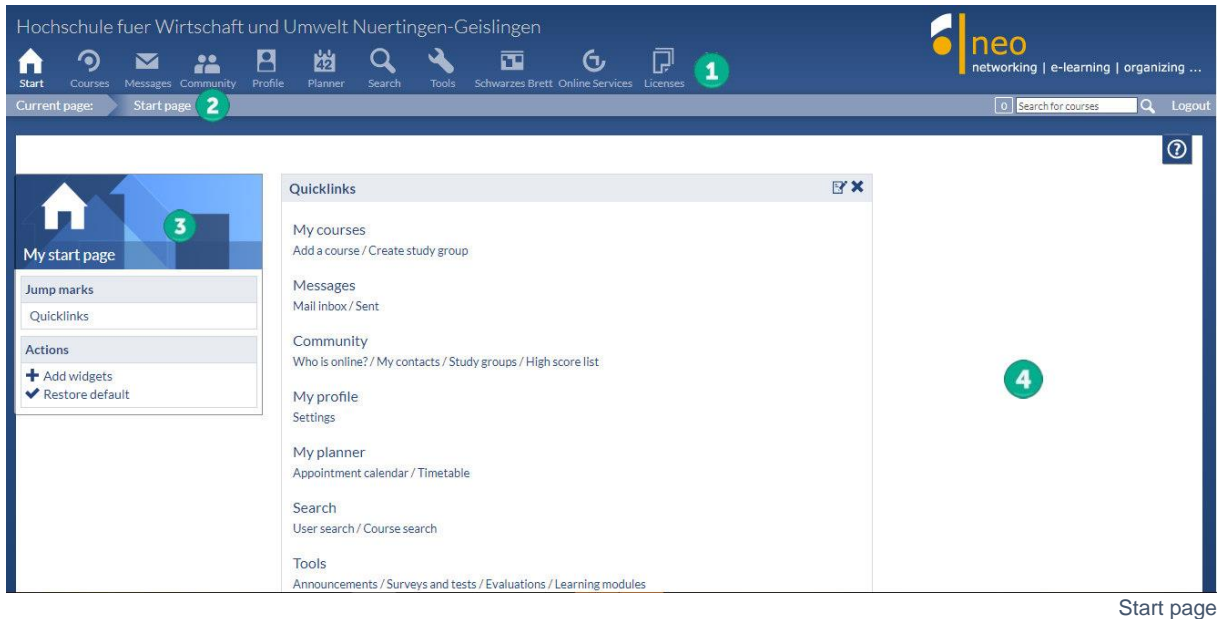 Hochschule fuer Wirtschaft und Umwelt Nuertingen-Geislingen
neo
networking | e-learning | organizing ...
42
Start Courses Messages Community Profile Planner Search Tools Schwarzes Brett Online Services Licenses
1
Current page: Start page 2
0 Search for courses Logout
?
3
My start page
Jump marks
Quicklinks
Actions
Add widgets
Restore default
Quicklinks
My courses
Add a course / Create study group
Messages
Mail inbox / Sent
Community
Who is online? / My contacts / Study groups / High score list
My profile
Settings
My planner
Appointment calendar / Timetable
Search
User search / Course search
Tools
Announcements / Surveys and tests / Evaluations / Learning modules
4
Start page